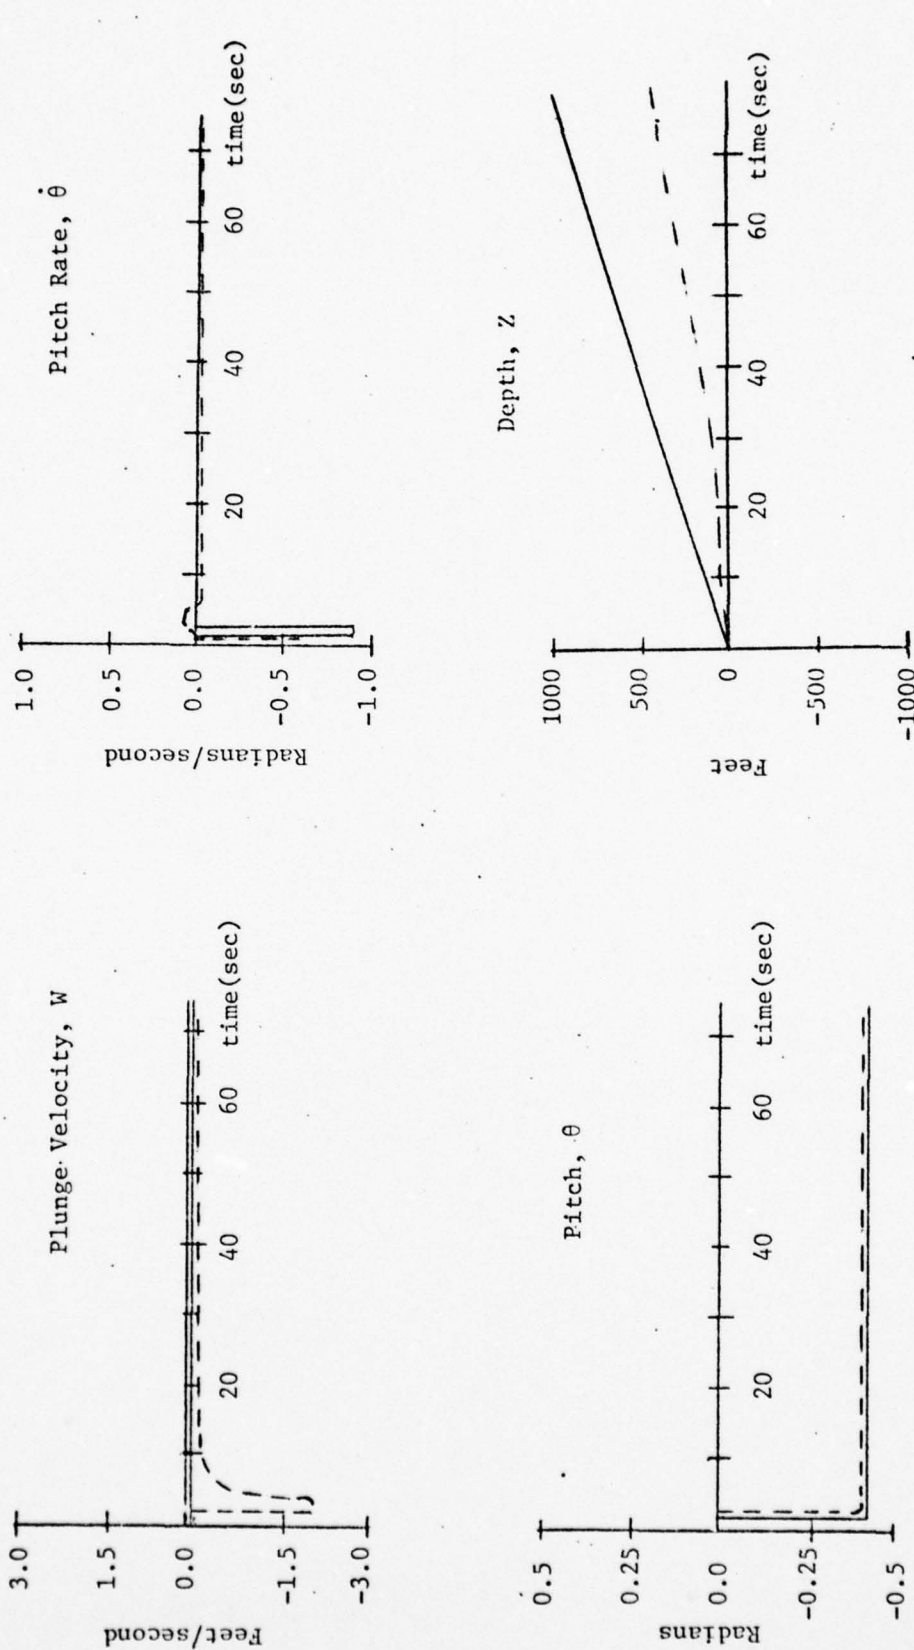 Plunge Velocity, W
3.0
1.5
0.0
-1.5
-3.0
Feet/second
20
40
60
time(sec)
Pitch Rate, θ̇
1.0
0.5
0.0
-0.5
-1.0
Radians/second
20
40
60
time(sec)
Pitch, θ
0.5
0.25
0.0
-0.25
-0.5
Radians
20
40
60
time(sec)
Depth, Z
1000
500
0
-500
-1000
Feet
20
40
60
time(sec)